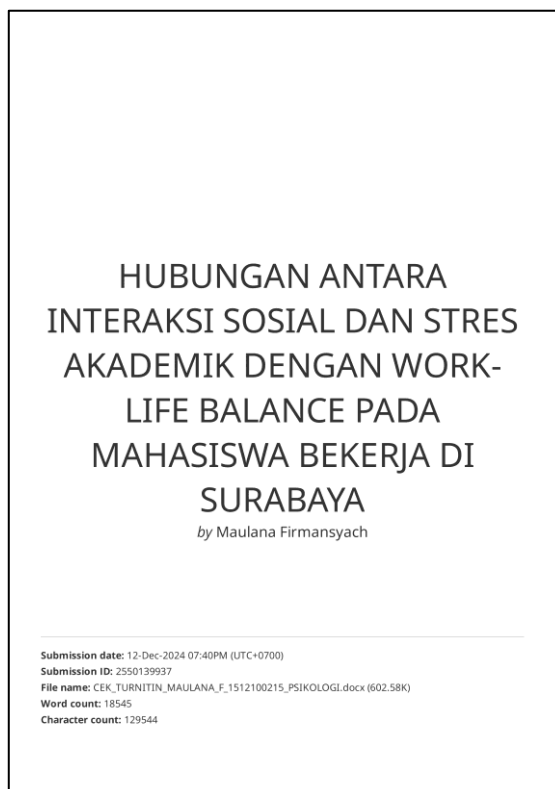 HUBUNGAN ANTARA
INTERAKSI SOSIAL DAN STRES
AKADEMIK DENGAN WORK-
LIFE BALANCE PADA
MAHASISWA BEKERJA DI
SURABAYA
by Maulana Firmansyach
Submission date: 12-Dec-2024 07:40PM (UTC+0700)
Submission ID: 2550139937
File name: CEK_TURNITIN_MAULANA_F_1512100215_PSIKOLOGI.docx (602.58K)
Word count: 18545
Character count: 129544